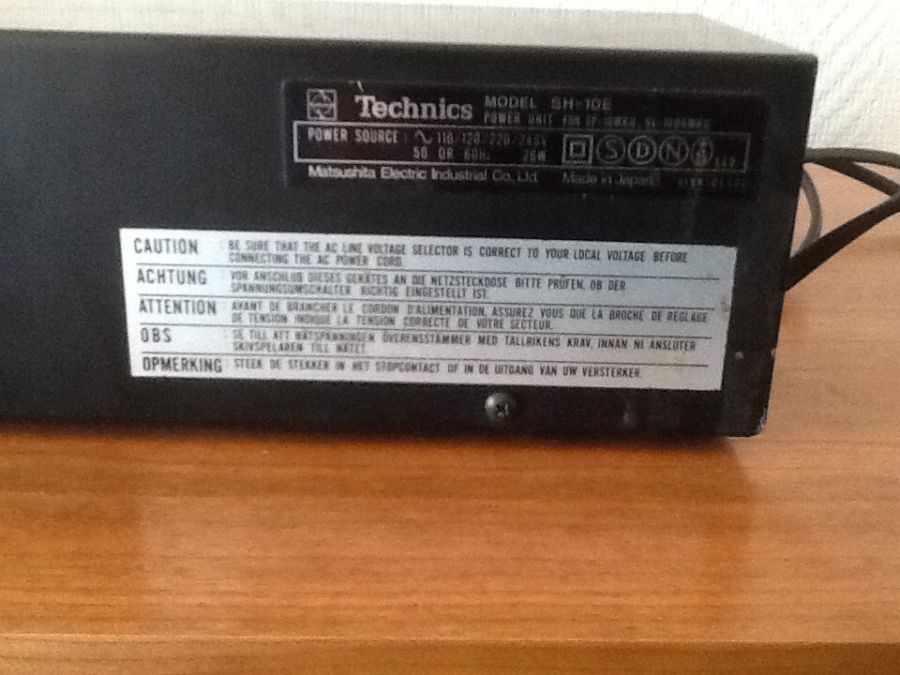 Technics MODEL SH-10E
POWER UNIT FOR SP-10MK2, SL-1000MK2
POWER SOURCE : 110/120/220/240V
50 OR 60Hz 26W
S D N
Matsushita Electric Industrial Co., Ltd. Made in Japan
CAUTION : BE SURE THAT THE AC LINE VOLTAGE SELECTOR IS CORRECT TO YOUR LOCAL VOLTAGE BEFORE
CONNECTING THE AC POWER CORD.
ACHTUNG : VOR ANSCHLUB DIESES GERÄTES AN DIE NETZSTECKDOSE BITTE PRÜFEN, OB DER
SPANNUNGSUMSCHALTER RICHTIG EINGESTELLT IST.
ATTENTION : AVANT DE BRANCHER LE CORDON D'ALIMENTATION, ASSUREZ VOUS QUE LA BROCHE DE REGLAGE
DE TENSION INDIQUE LA TENSION CORRECTE DE VOTRE SECTEUR.
OBS : SE TILL ATT NÄTSPÄNNINGEN ÖVERENSSTÄMMER MED TALLRIKENS KRAV, INNAN NI ANSLUTER
SKIVSPELAREN TILL NÄTET.
OPMERKING : STEEK DE STEKKER IN HET STOPCONTACT OF IN DE UITGANG VAN UW VERSTERKER.